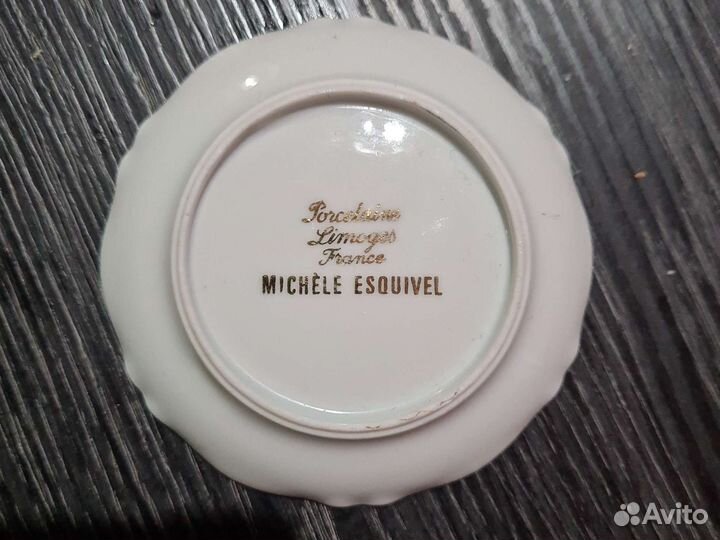 Porcelaine
Limoges
France
MICHÈLE ESQUIVEL
Avito